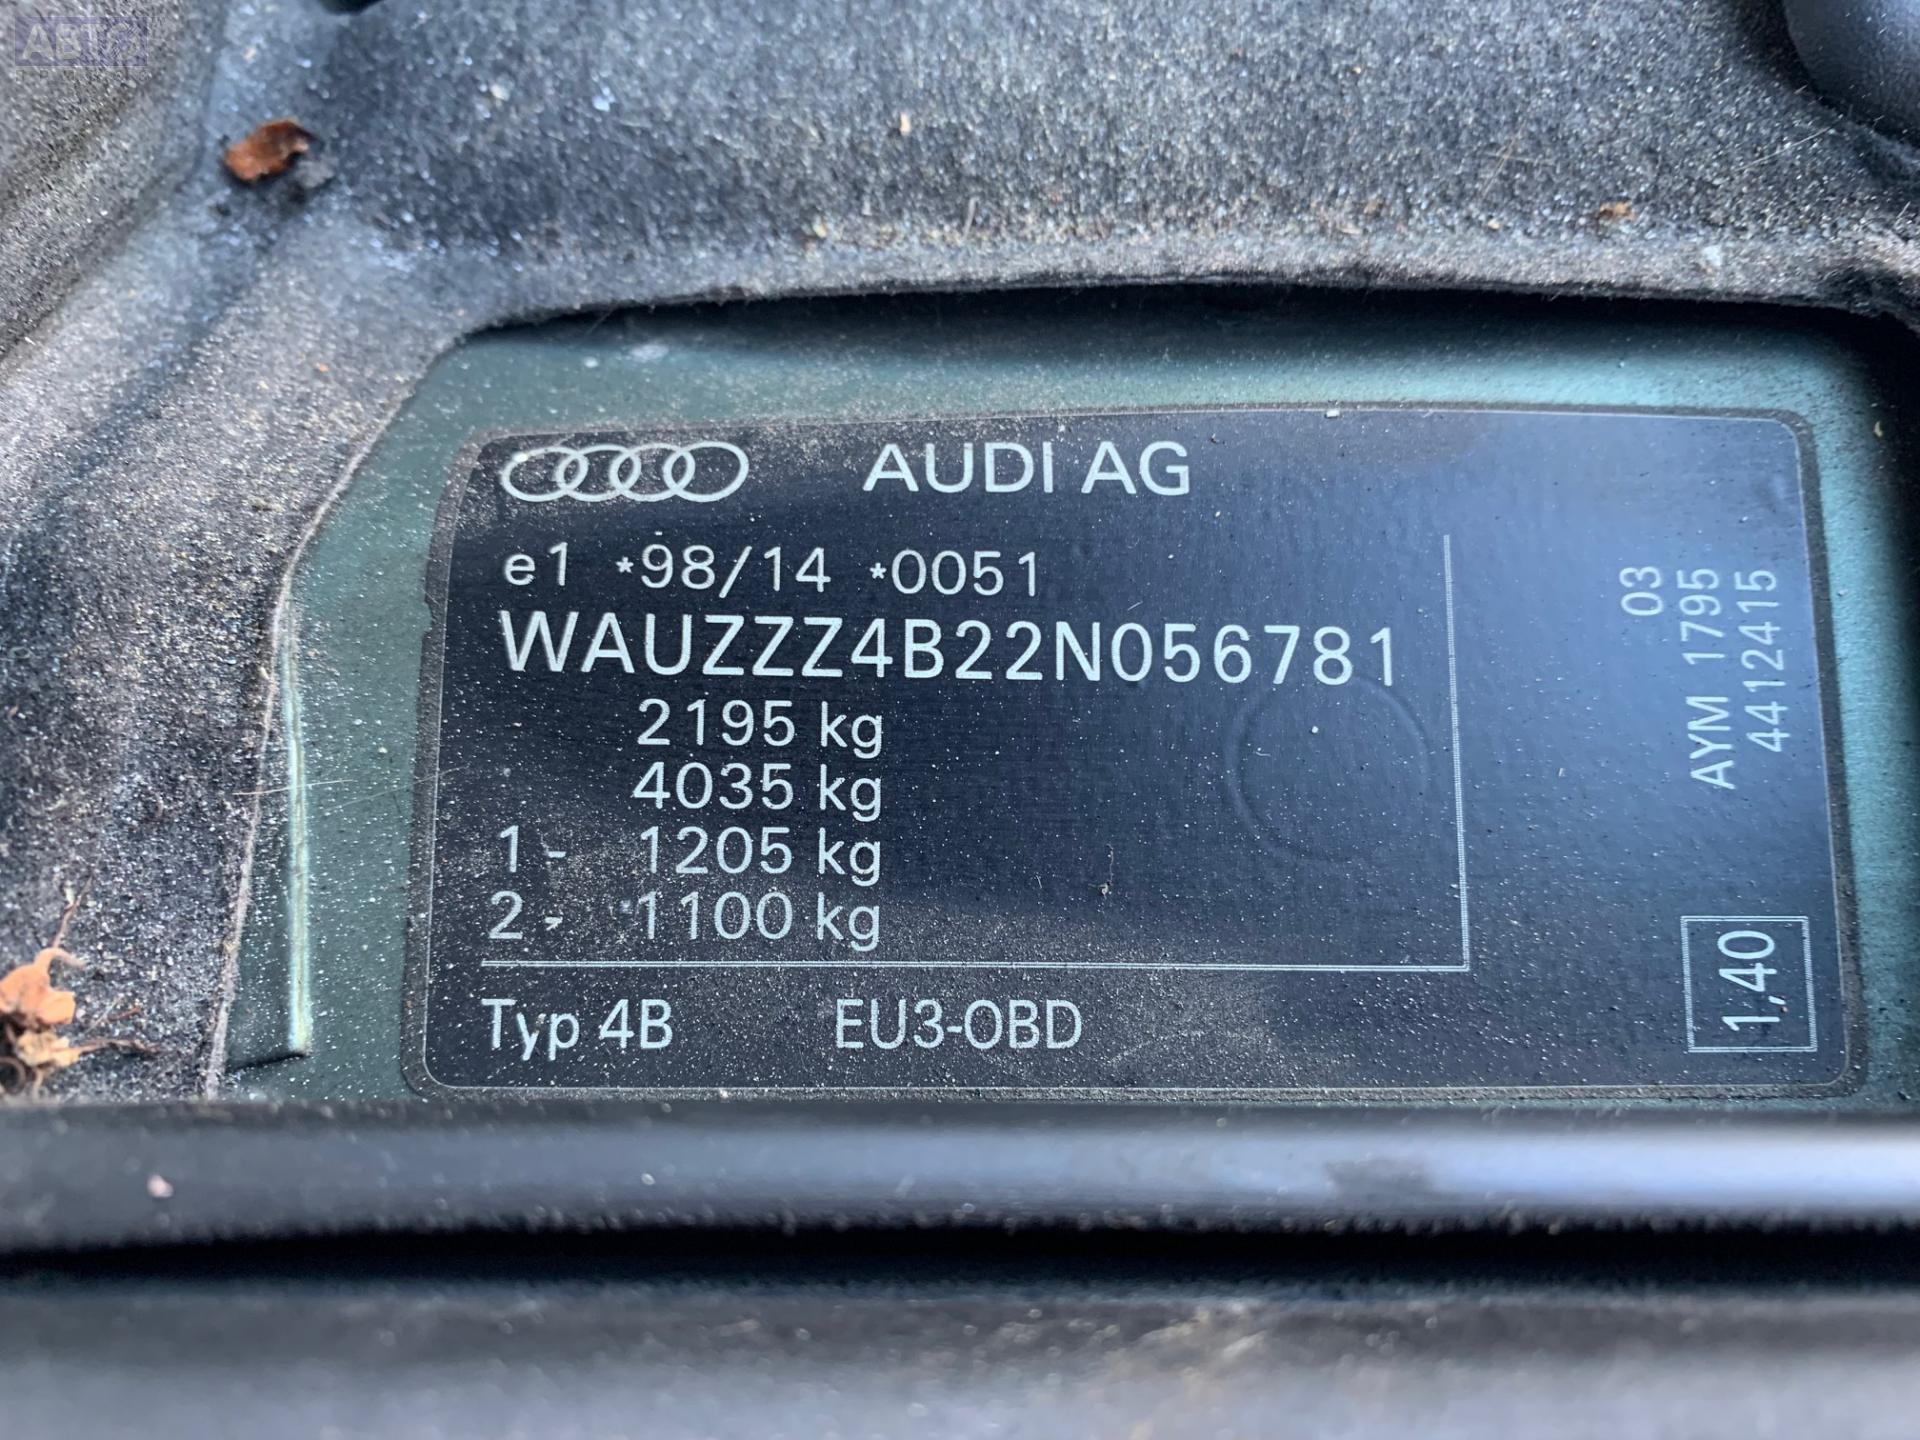 AUDI AG
e1 *98/14 *0051
WAUZZZ4B22N056781
2195 kg
4035 kg
1- 1205 kg
2- 1100 kg
Typ 4B EU3-OBD
03
AYM 1795
4412415
1,40